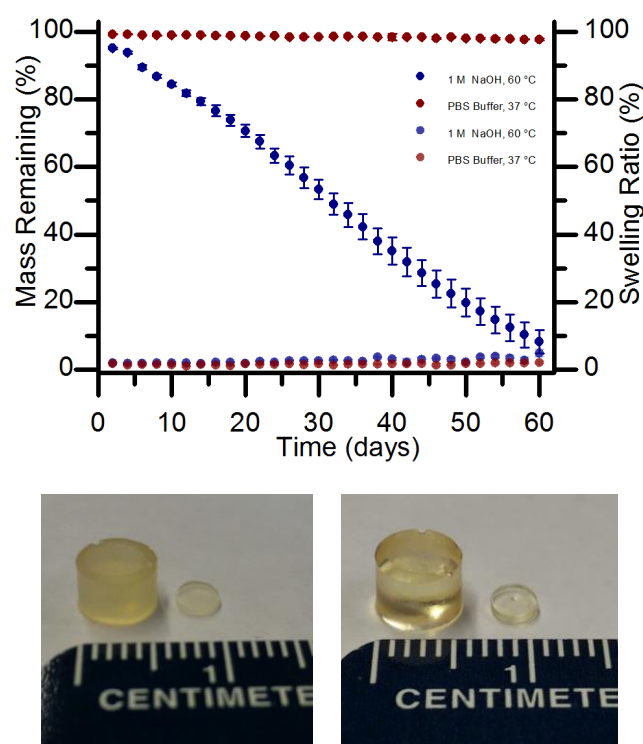 Mass Remaining (%)
100
80
60
40
20
0
1 M NaOH, 60 °C
PBS Buffer, 37 °C
1 M NaOH, 60 °C
PBS Buffer, 37 °C
100
80
60
40
20
0
Swelling Ratio (%)
0 10 20 30 40 50 60
Time (days)
1
CENTIMETE
1
CENTIMETE